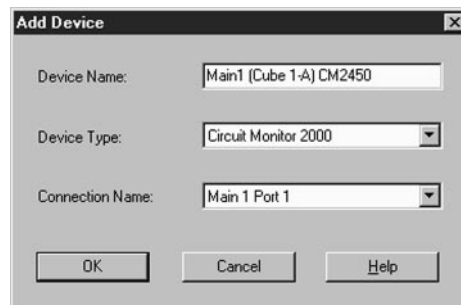 Add Device
Device Name: Main1 (Cube 1-A) CM2450
Device Type: Circuit Monitor 2000
Connection Name: Main 1 Port 1
OK Cancel Help